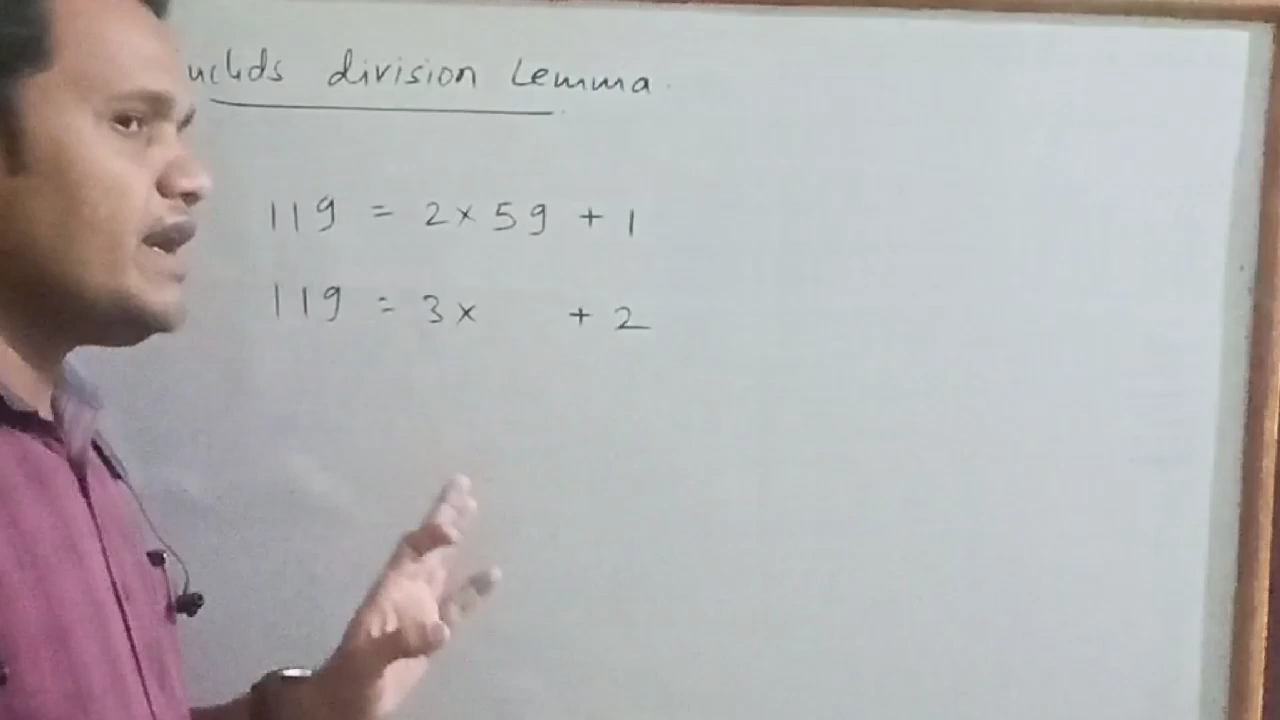 uclids division Lemma.
119 = 2 x 59 + 1
119 = 3 x + 2